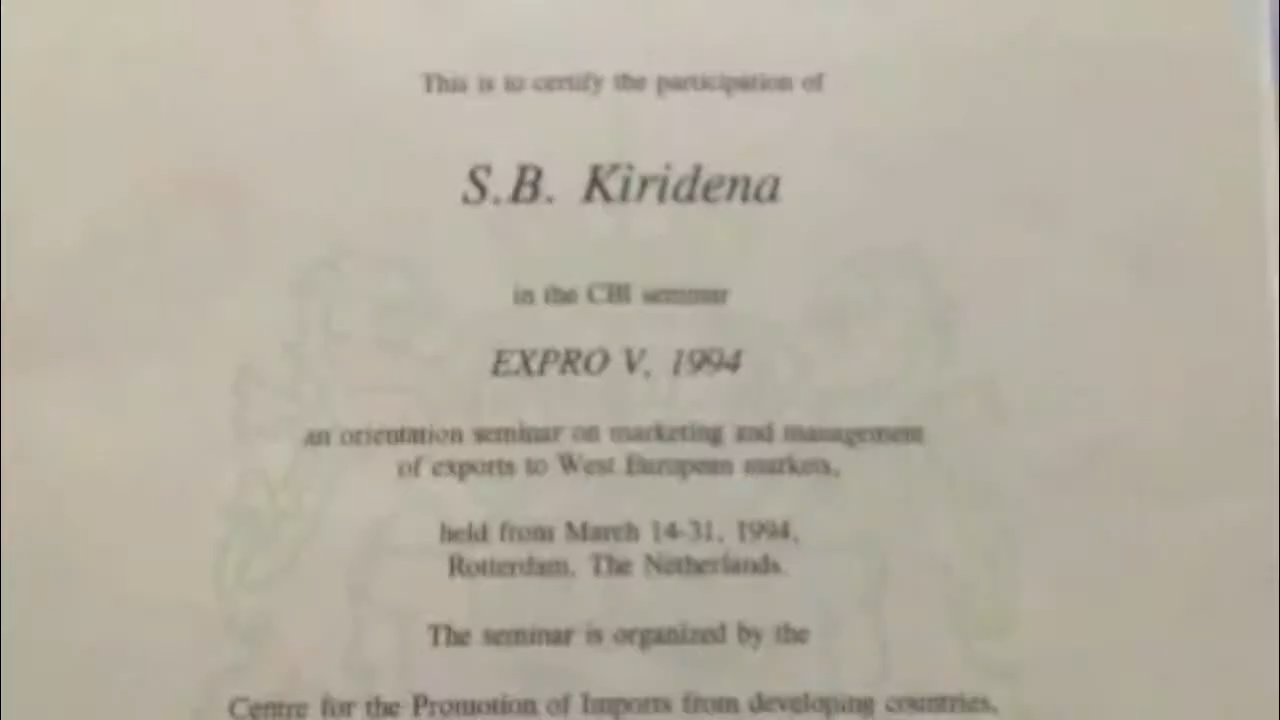 This is to certify the participation of
S.B. Kiridena
in the CBI seminar
EXPRO V, 1994
an orientation seminar on marketing and management
of exports to West European markets,
held from March 14-31, 1994,
Rotterdam, The Netherlands.
The seminar is organized by the
Centre for the Promotion of Imports from developing countries,